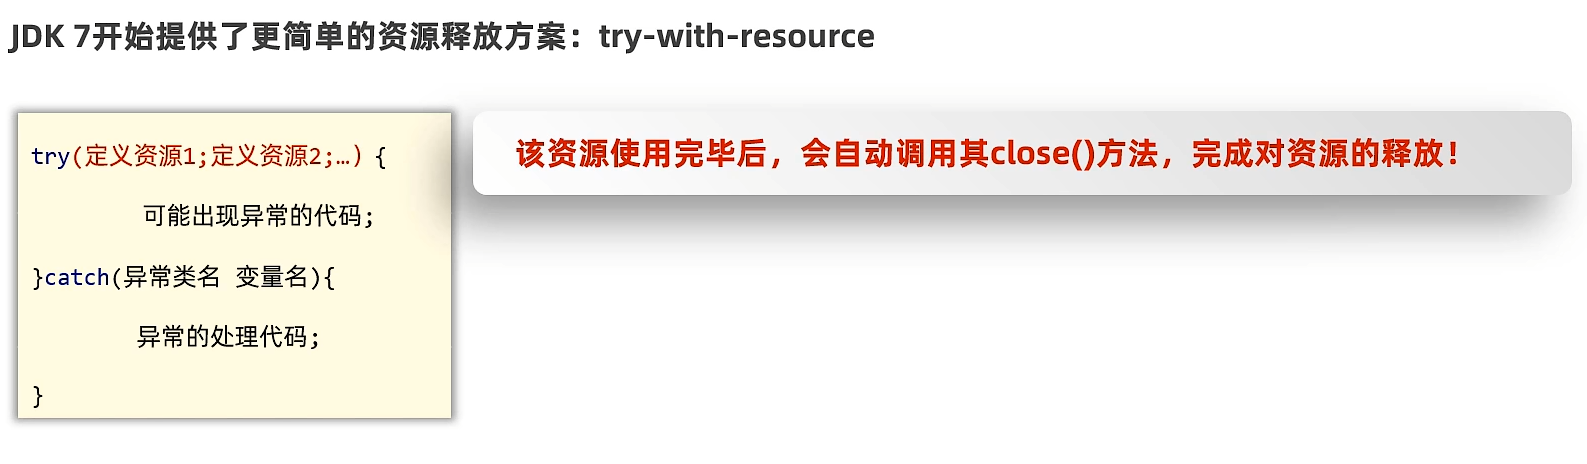 JDK 7开始提供了更简单的资源释放方案：try-with-resource
try(定义资源1;定义资源2;…) {
可能出现异常的代码;
}catch(异常类名 变量名){
异常的处理代码;
}
该资源使用完毕后，会自动调用其close()方法，完成对资源的释放！